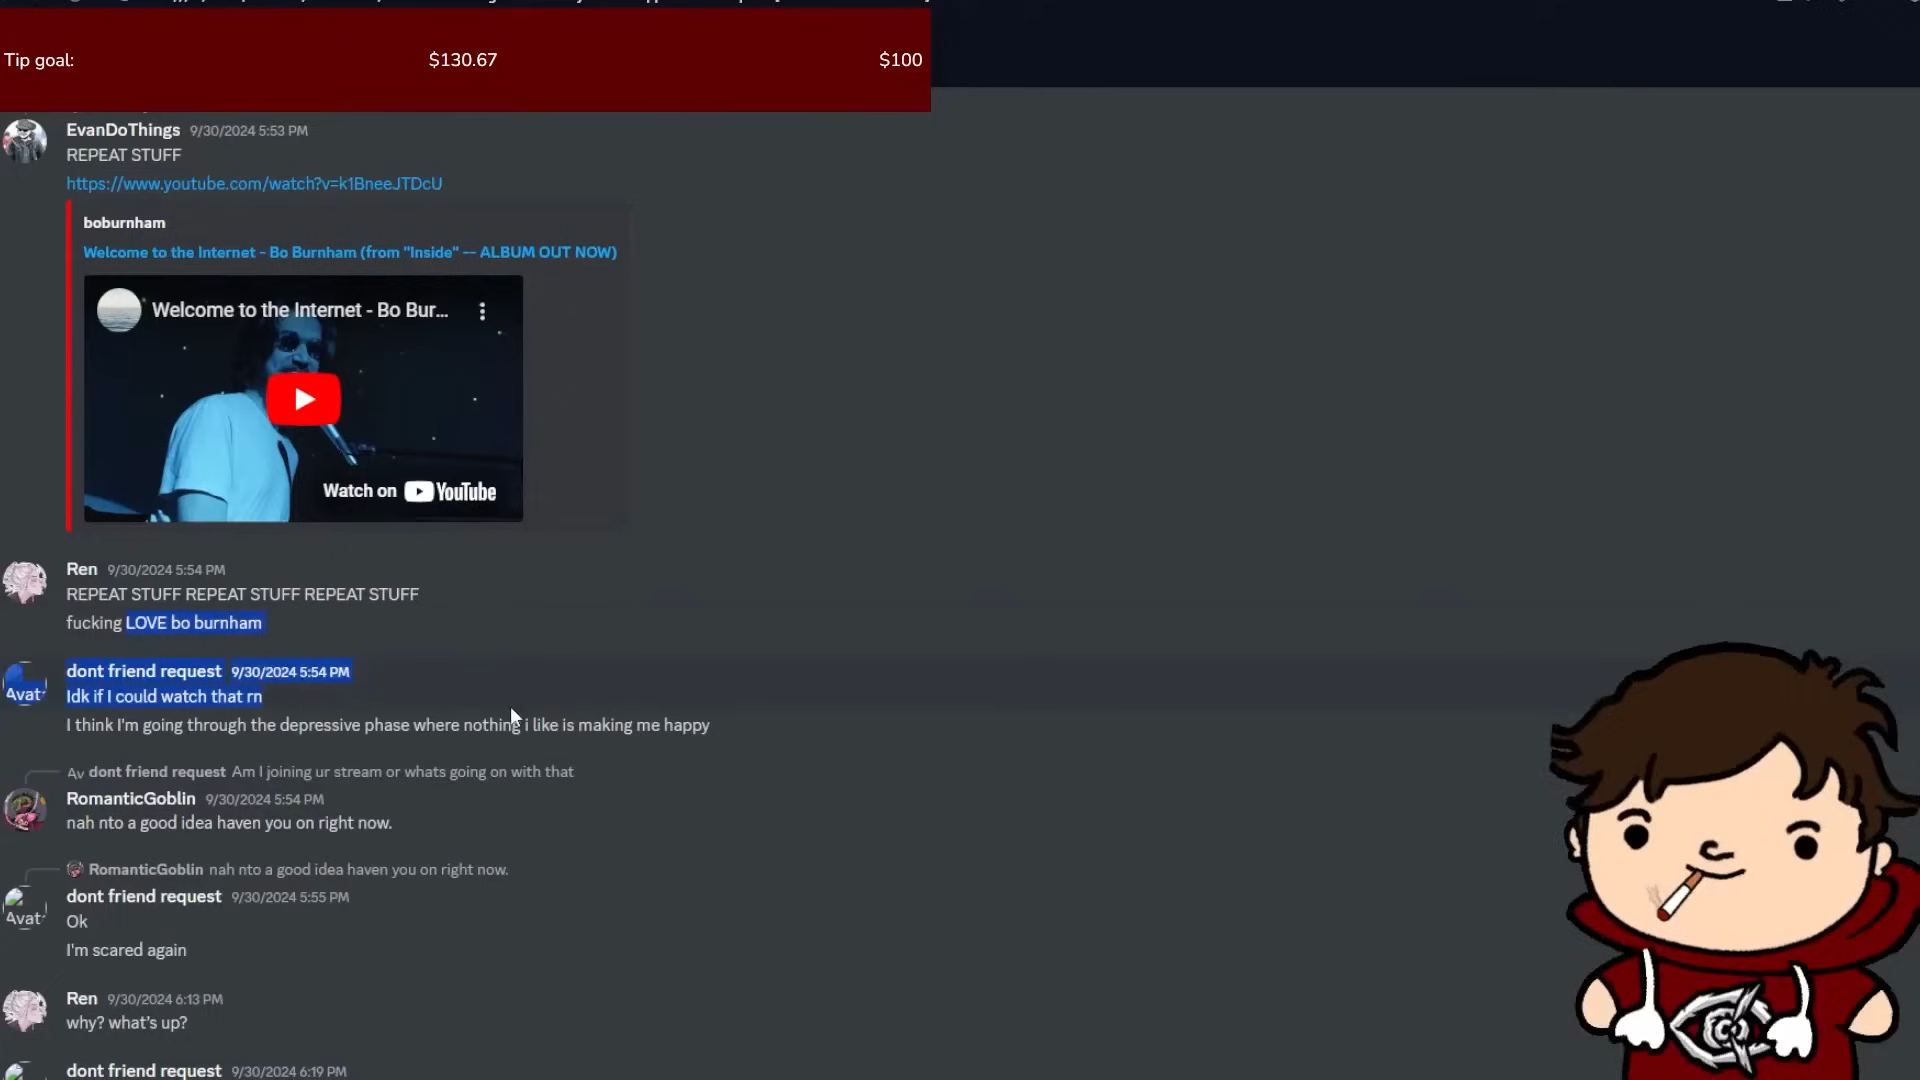 Tip goal: $130.67 $100
EvanDoThings 9/30/2024 5:53 PM
REPEAT STUFF
https://www.youtube.com/watch?v=k1BneeJTDcU
boburnham
Welcome to the Internet - Bo Burnham (from "Inside" -- ALBUM OUT NOW)
Welcome to the Internet - Bo Bur...
Watch on YouTube
Ren 9/30/2024 5:54 PM
REPEAT STUFF REPEAT STUFF REPEAT STUFF
fucking LOVE bo burnham
dont friend request 9/30/2024 5:54 PM
Avat
Idk if I could watch that rn
I think I'm going through the depressive phase where nothing i like is making me happy
Av dont friend request Am I joining ur stream or whats going on with that
RomanticGoblin 9/30/2024 5:54 PM
nah nto a good idea haven you on right now.
RomanticGoblin nah nto a good idea haven you on right now.
dont friend request 9/30/2024 5:55 PM
Avat
Ok
I'm scared again
Ren 9/30/2024 6:13 PM
why? what's up?
dont friend request 9/30/2024 6:19 PM